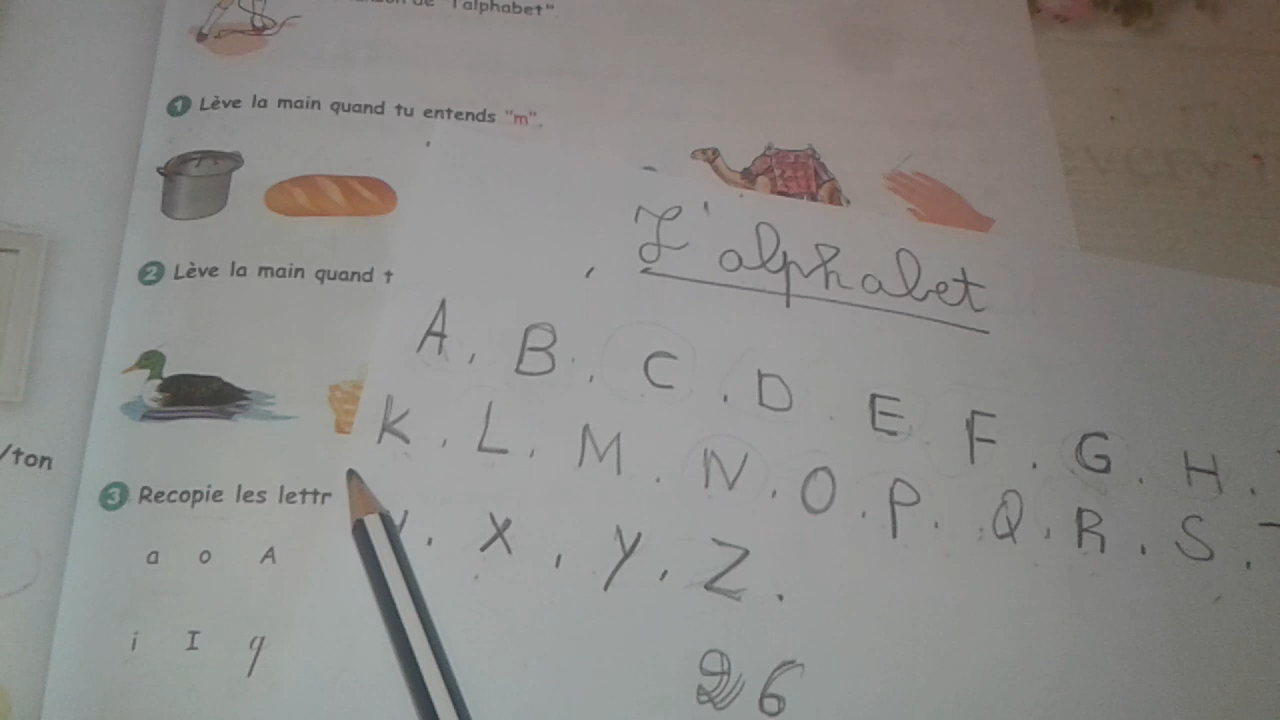 de "l'alphabet"
1 Lève la main quand tu entends "m".
L'alphabet
2 Lève la main quand t
A, B, C, D, E, F, G, H,
K, L, M, N, O, P, Q, R, S,
/ton
3 Recopie les lettr
X, y, Z.
a o A
i I q
26